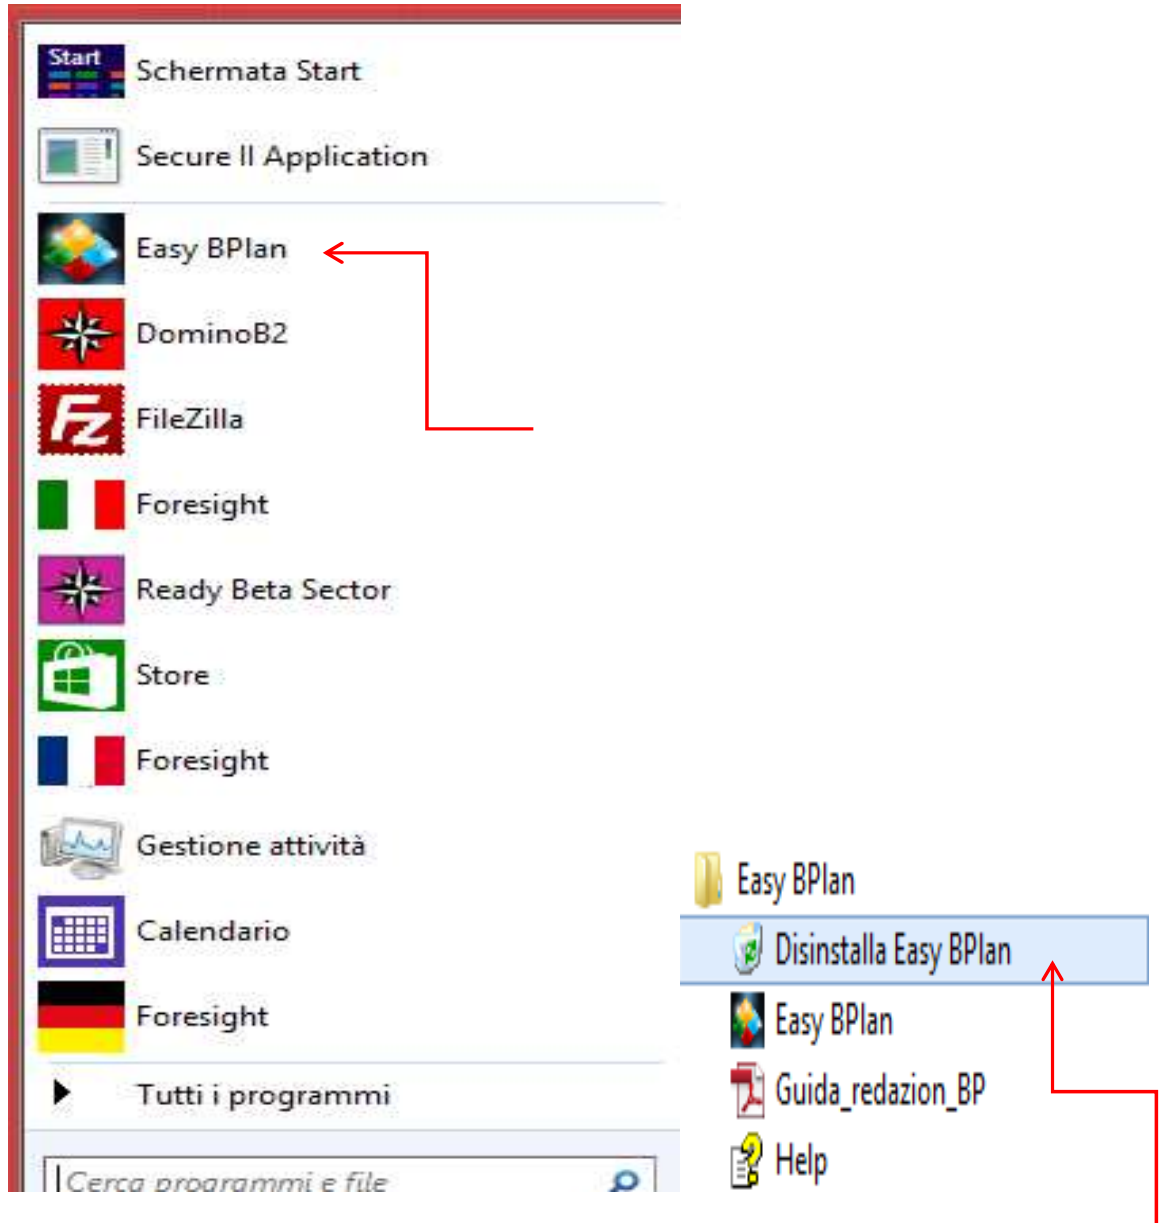 Start
Schermata Start
Secure II Application
Easy BPlan
DominoB2
FZ
FileZilla
Foresight
Ready Beta Sector
Store
Foresight
Gestione attività
Calendario
Foresight
Tutti i programmi
Cerca programmi e file
Easy BPlan
Disinstalla Easy BPlan
Easy BPlan
Guida_redazion_BP
Help